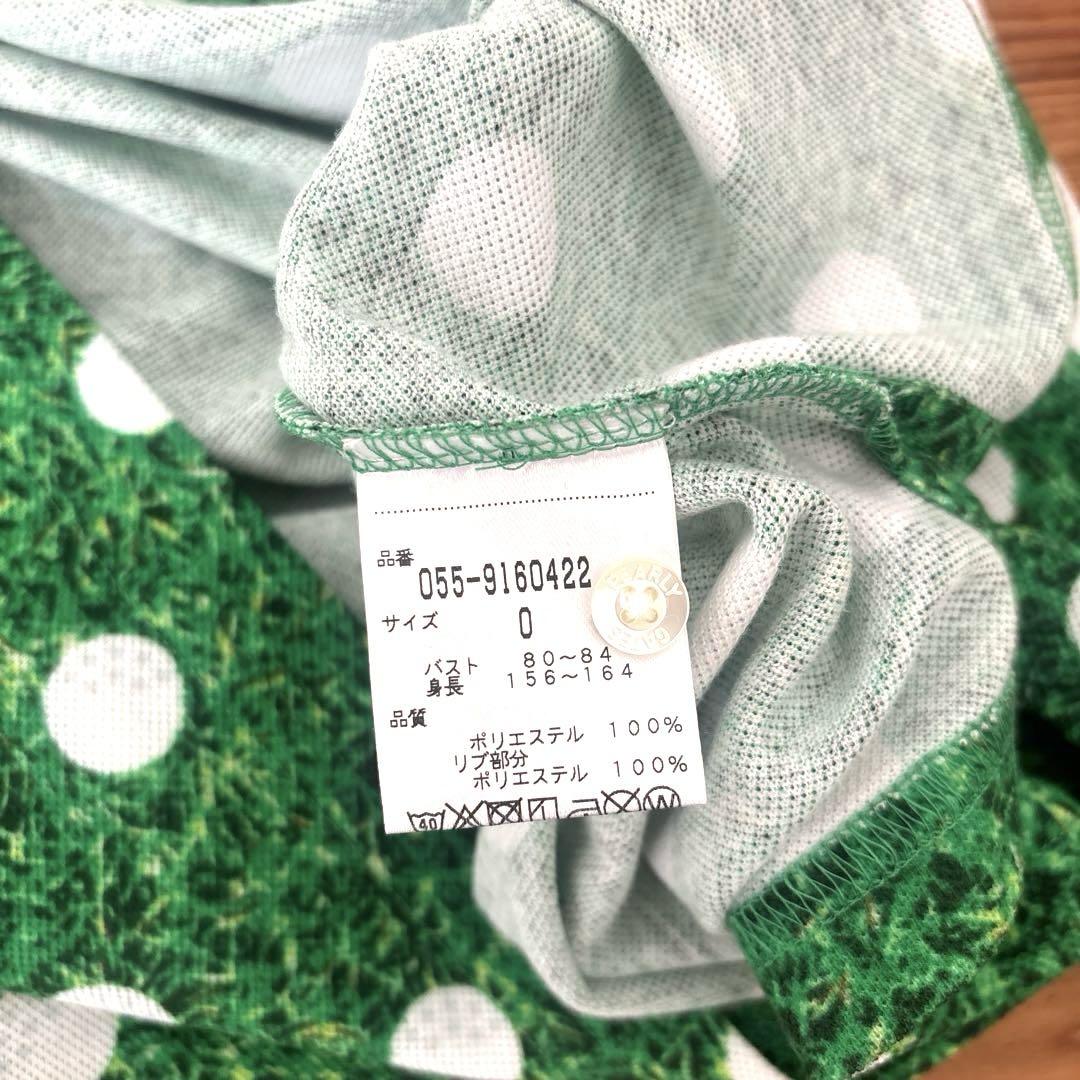 品番
055-9160422
サイズ 0
バスト 80～84
身長 156～164
品質
ポリエステル 100%
リブ部分
ポリエステル 100%
40 W
PEARLY